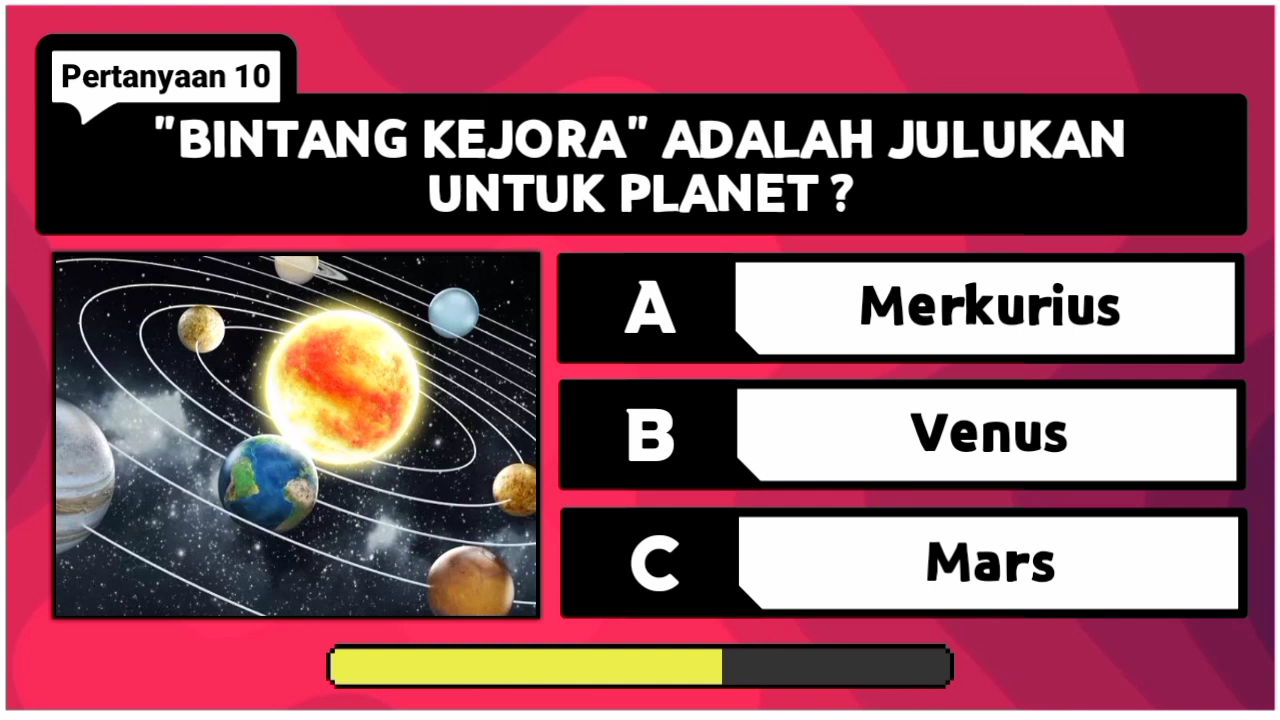 Pertanyaan 10
"BINTANG KEJORA" ADALAH JULUKAN
UNTUK PLANET ?
A
Merkurius
B
Venus
C
Mars